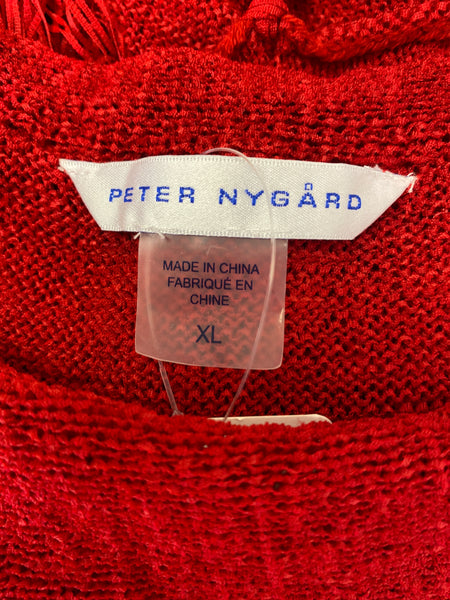 PETER NYGÅRD
MADE IN CHINA
FABRIQUÉ EN
CHINE
XL